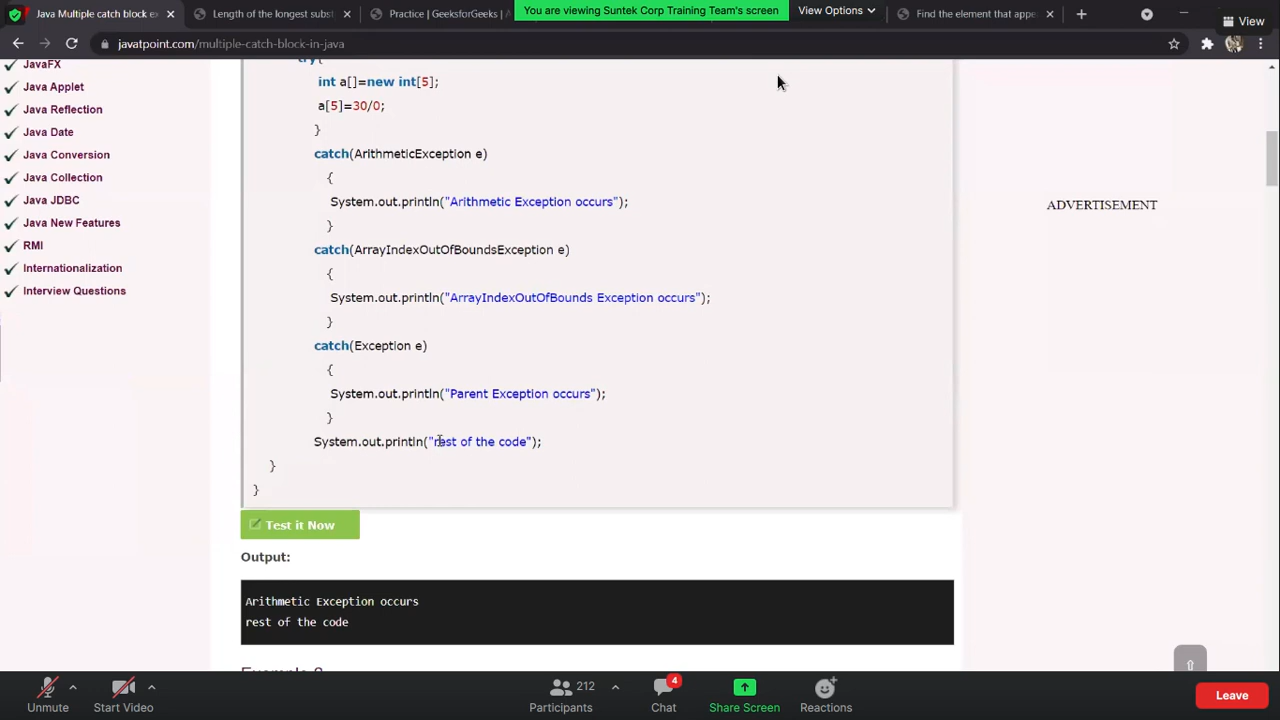 Java Multiple catch block e
Length of the longest subst
Practice | GeeksforGeeks | A
You are viewing Suntek Corp Training Team's screen
View Options
Find the element that appe
View
javatpoint.com/multiple-catch-block-in-java
JavaFX
Java Applet
Java Reflection
Java Date
Java Conversion
Java Collection
Java JDBC
Java New Features
RMI
Internationalization
Interview Questions
try{
int a[]=new int[5];
a[5]=30/0;
}
catch(ArithmeticException e)
{
System.out.println("Arithmetic Exception occurs");
}
catch(ArrayIndexOutOfBoundsException e)
{
System.out.println("ArrayIndexOutOfBounds Exception occurs");
}
catch(Exception e)
{
System.out.println("Parent Exception occurs");
}
System.out.println("rest of the code");
}
}
ADVERTISEMENT
Test it Now
Output:
Arithmetic Exception occurs
rest of the code
Unmute
Start Video
212
Participants
4
Chat
Share Screen
Reactions
Leave